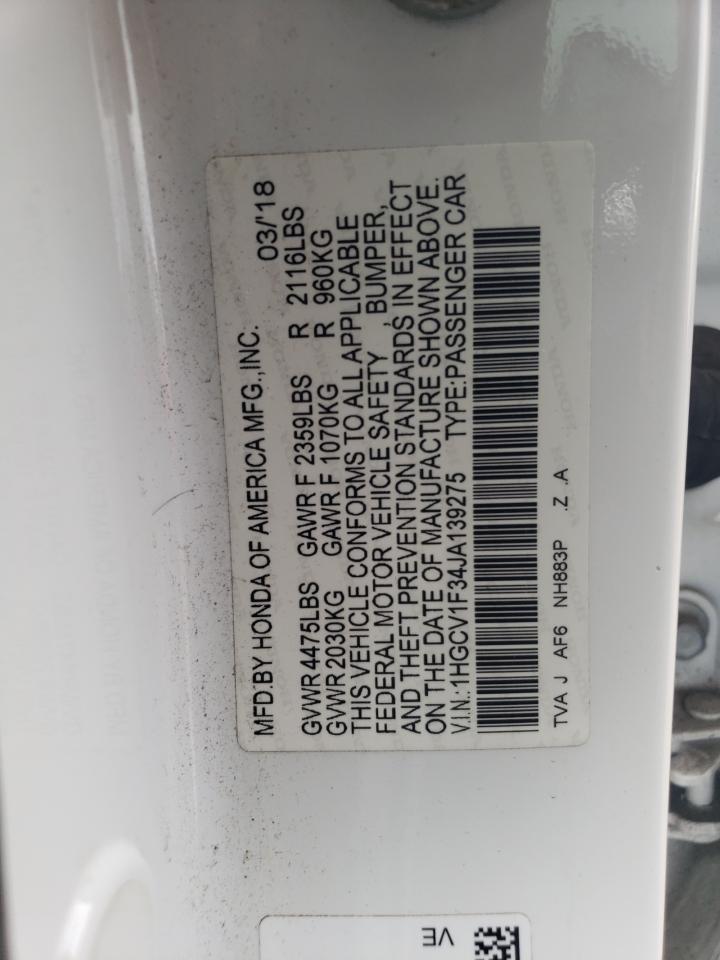 MFD.BY HONDA OF AMERICA MFG.,INC. 03/'18
GVWR 4475LBS GAWR F 2359LBS R 2116LBS
GVWR 2030KG GAWR F 1070KG R 960KG
THIS VEHICLE CONFORMS TO ALL APPLICABLE
FEDERAL MOTOR VEHICLE SAFETY BUMPER,
AND THEFT PREVENTION STANDARDS IN EFFECT
ON THE DATE OF MANUFACTURE SHOWN ABOVE.
V.I.N.:1HGCV1F34JA139275 TYPE:PASSENGER CAR
TVA J AF6 NH883P .Z .A
VE